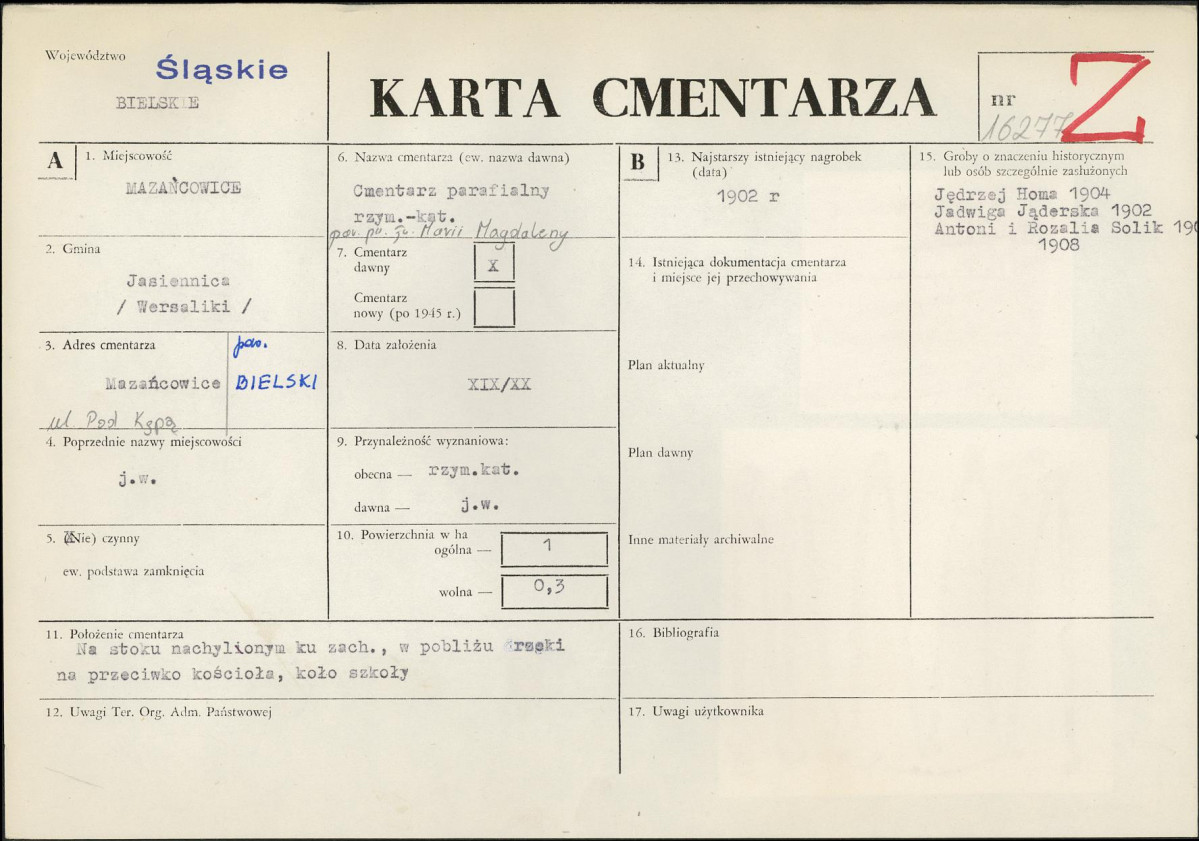 Województwo
Śląskie
BIELSKIE
KARTA CMENTARZA
nr
16277
Z
A
1. Miejscowość
MAZAŃCOWICE
2. Gmina
Jasiennica
/ Wersaliki /
3. Adres cmentarza
pow.
Mazańcowice
BIELSKI
ul. Pod Kępą
4. Poprzednie nazwy miejscowości
j.w.
5. (Nie) czynny
ew. podstawa zamknięcia
6. Nazwa cmentarza (ew. nazwa dawna)
Cmentarz parafialny
rzym.-kat.
par. pw. św. Marii Magdaleny
7. Cmentarz
dawny
X
Cmentarz
nowy (po 1945 r.)
8. Data założenia
XIX/XX
9. Przynależność wyznaniowa:
obecna — rzym.kat.
dawna — j.w.
10. Powierzchnia w ha
ogólna — 1
wolna — 0,3
11. Położenie cmentarza
Na stoku nachylionym ku zach., w pobliżu rzeki
na przeciwko kościoła, koło szkoły
12. Uwagi Ter. Org. Adm. Państwowej
B
13. Najstarszy istniejący nagrobek
(data)
1902 r
14. Istniejąca dokumentacja cmentarza
i miejsce jej przechowywania
Plan aktualny
Plan dawny
Inne materiały archiwalne
15. Groby o znaczeniu historycznym
lub osób szczególnie zasłużonych
Jędrzej Homa 1904
Jadwiga Jąderska 1902
Antoni i Rozalia Solik 190
1908
16. Bibliografia
17. Uwagi użytkownika